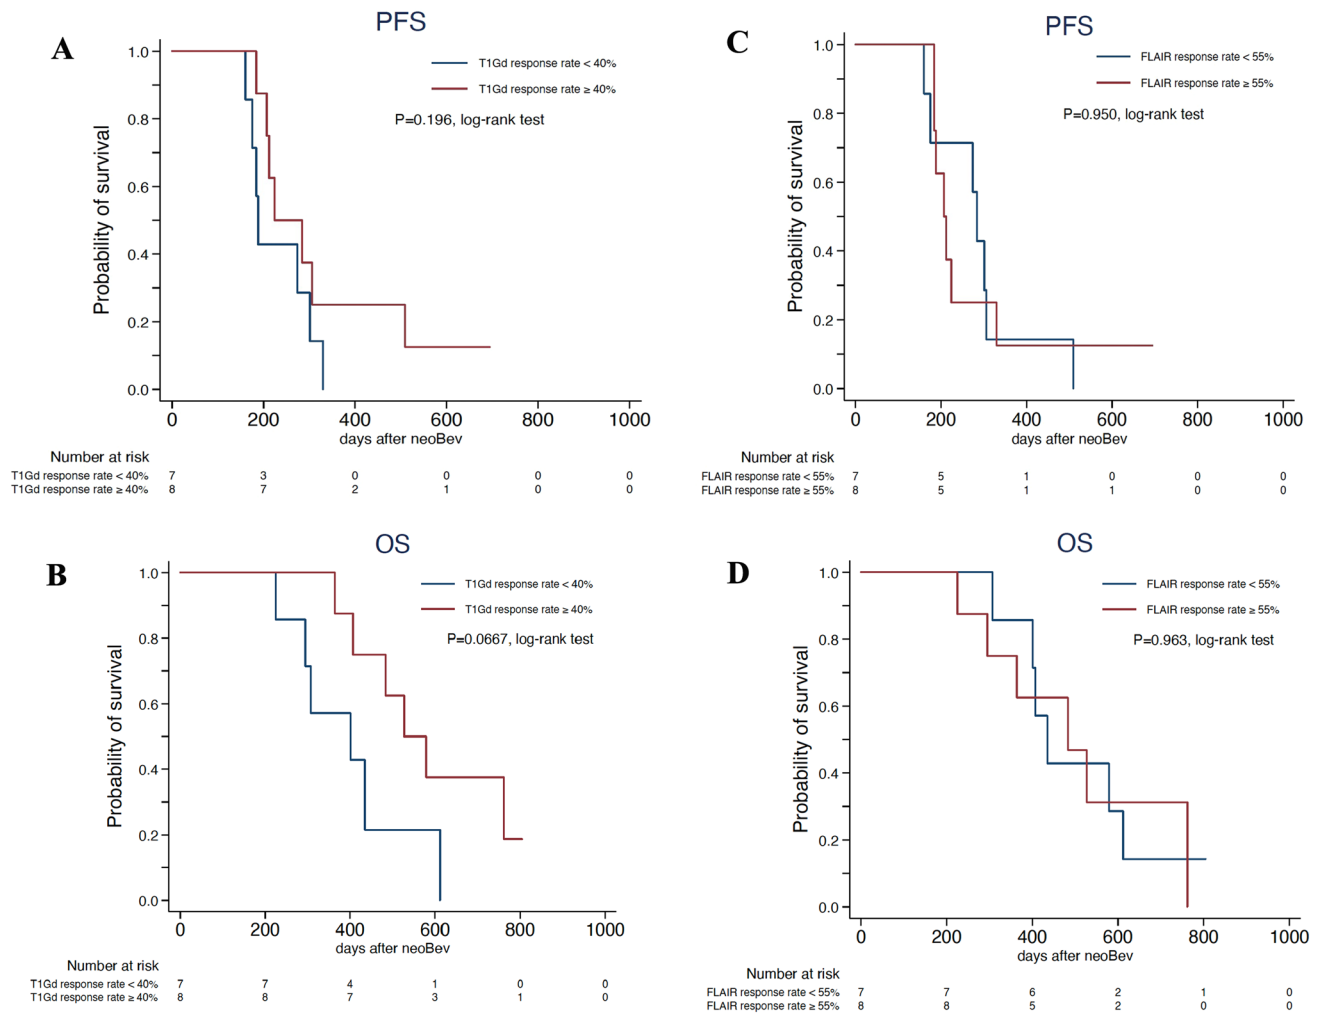 A
PFS
T1Gd response rate < 40%
T1Gd response rate ≥ 40%
P=0.196, log-rank test
Probability of survival
1.0
0.8
0.6
0.4
0.2
0.0
0 200 400 600 800 1000
days after neoBev
Number at risk
T1Gd response rate < 40% 7 3 0 0 0 0
T1Gd response rate ≥ 40% 8 7 2 1 0 0
C
PFS
FLAIR response rate < 55%
FLAIR response rate ≥ 55%
P=0.950, log-rank test
Probability of survival
1.0
0.8
0.6
0.4
0.2
0.0
0 200 400 600 800 1000
days after neoBev
Number at risk
FLAIR response rate < 55% 7 5 1 0 0 0
FLAIR response rate ≥ 55% 8 5 1 1 0 0
B
OS
T1Gd response rate < 40%
T1Gd response rate ≥ 40%
P=0.0667, log-rank test
Probability of survival
1.0
0.8
0.6
0.4
0.2
0.0
0 200 400 600 800 1000
days after neoBev
Number at risk
T1Gd response rate < 40% 7 7 4 1 0 0
T1Gd response rate ≥ 40% 8 8 7 3 1 0
D
OS
FLAIR response rate < 55%
FLAIR response rate ≥ 55%
P=0.963, log-rank test
Probability of survival
1.0
0.8
0.6
0.4
0.2
0.0
0 200 400 600 800 1000
days after neoBev
Number at risk
FLAIR response rate < 55% 7 7 6 2 1 0
FLAIR response rate ≥ 55% 8 8 5 2 0 0